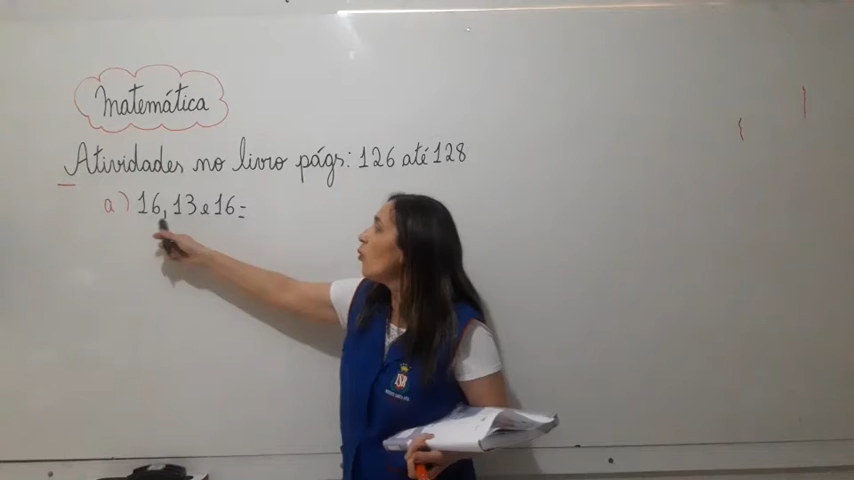 Matemática
Atividades no livro págs: 126 até 128
a) 16, 13 e 16 =